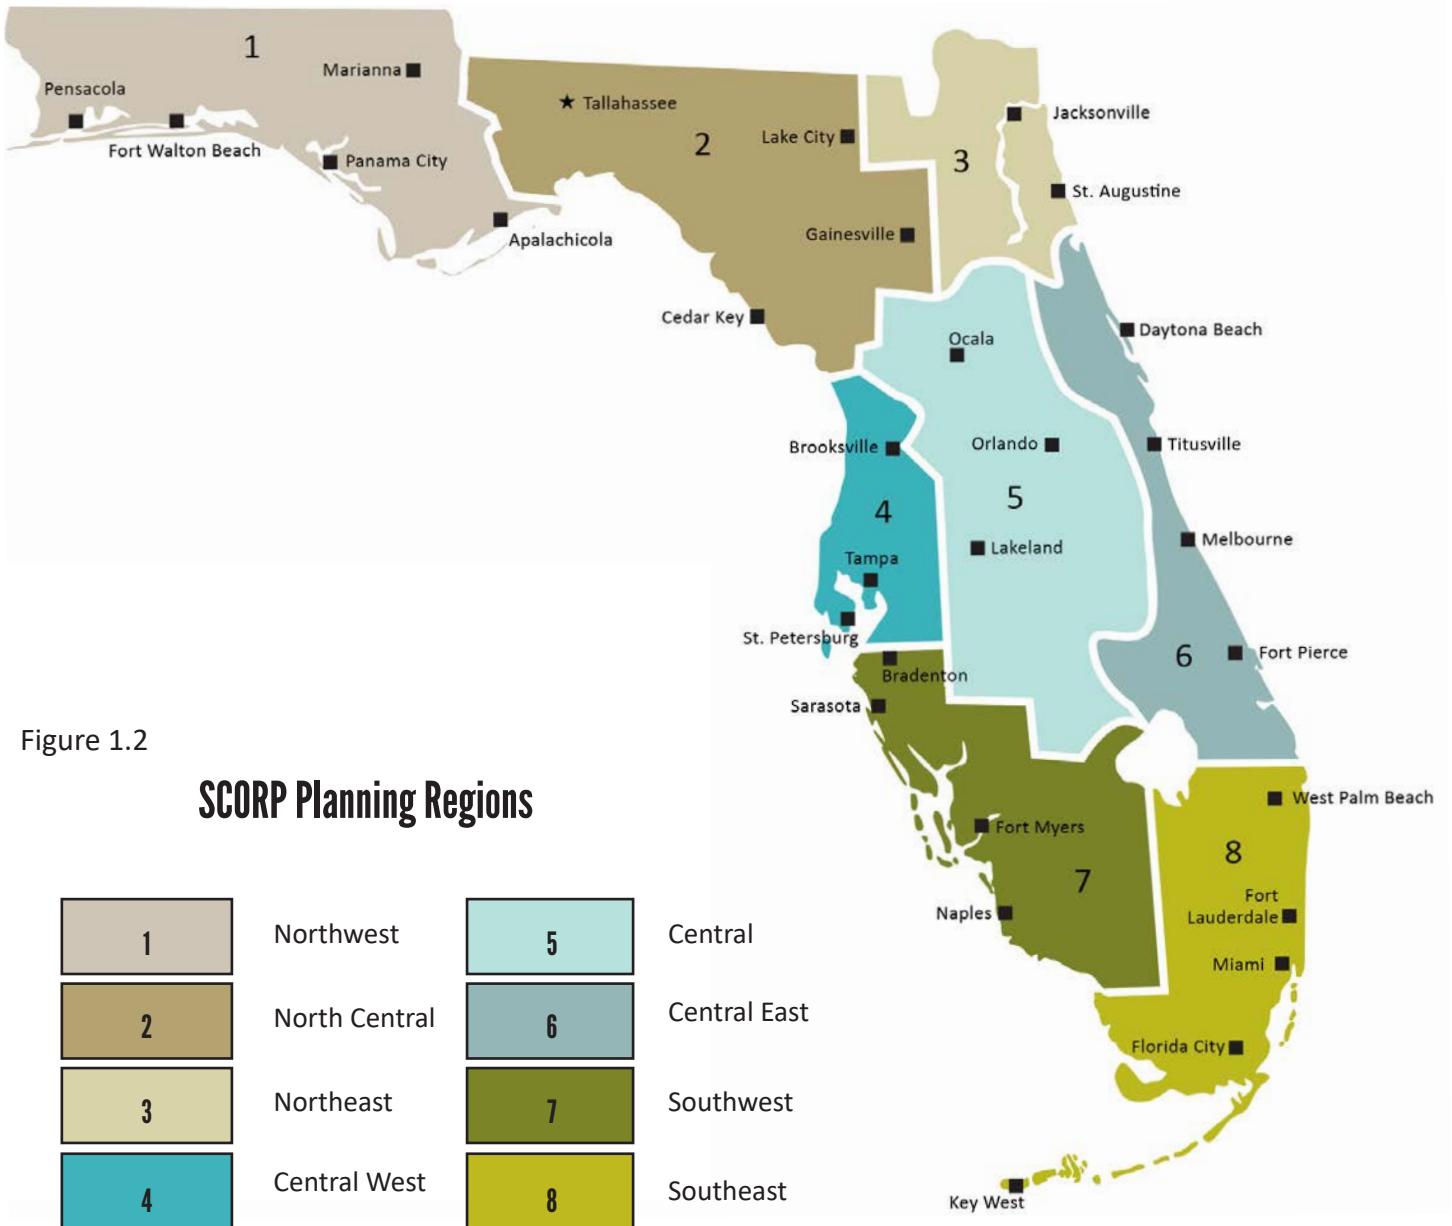 1
Marianna
Pensacola
Fort Walton Beach
Panama City
Apalachicola
Tallahassee
2
Lake City
Gainesville
Cedar Key
3
Jacksonville
St. Augustine
Daytona Beach
Ocala
Brooksville
Orlando
Titusville
4
5
Lakeland
Melbourne
Tampa
St. Petersburg
6
Fort Pierce
Bradenton
Sarasota
West Palm Beach
Fort Myers
7
8
Naples
Fort
Lauderdale
Miami
Florida City
Key West
Figure 1.2
SCORP Planning Regions
1 Northwest
2 North Central
3 Northeast
4 Central West
5 Central
6 Central East
7 Southwest
8 Southeast